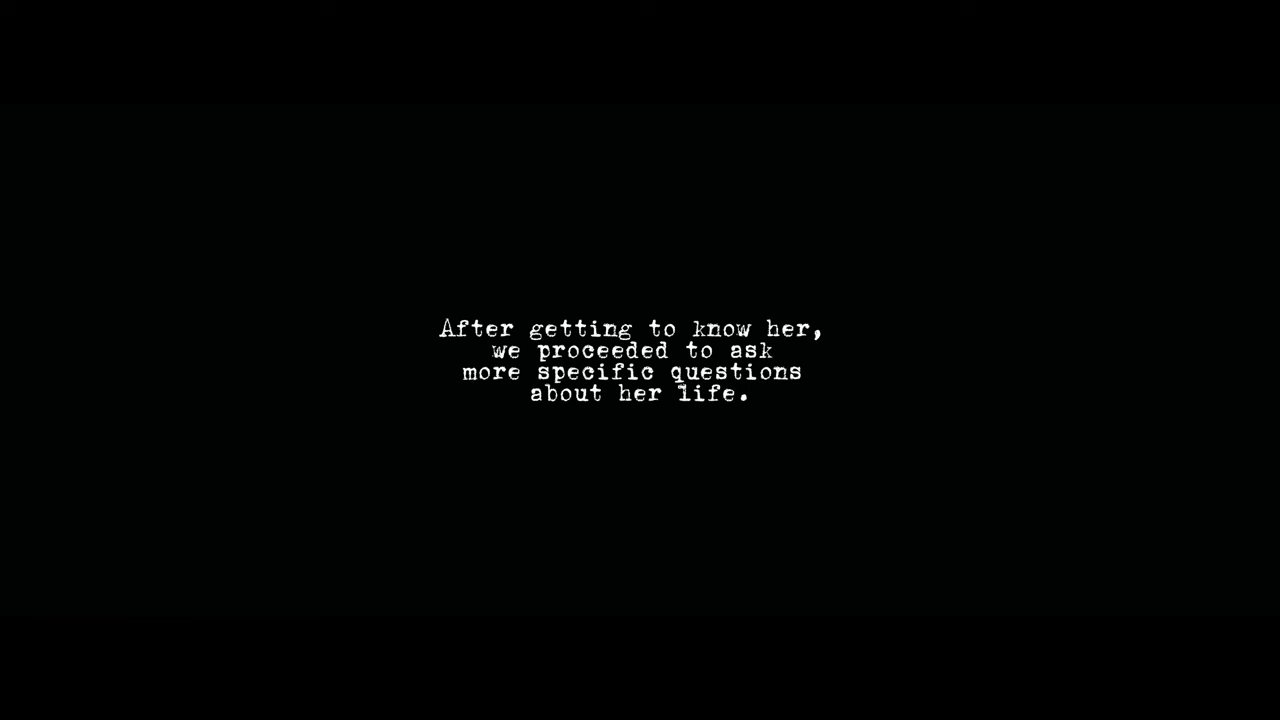 After getting to know her,
we proceeded to ask
more specific questions
about her life.